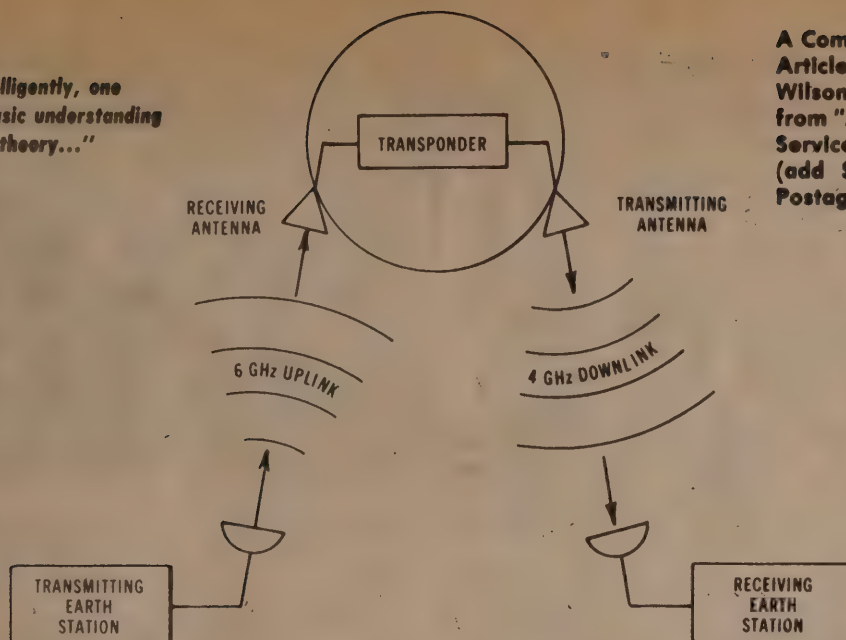 lligently, one
sic understanding
theory..."
A Com
Article
Wilson
from "
Service
(add
Postag
TRANSPONDER
RECEIVING
ANTENNA
TRANSMITTING
ANTENNA
6 GHz UPLINK
4 GHz DOWNLINK
TRANSMITTING
EARTH
STATION
RECEIVING
EARTH
STATION